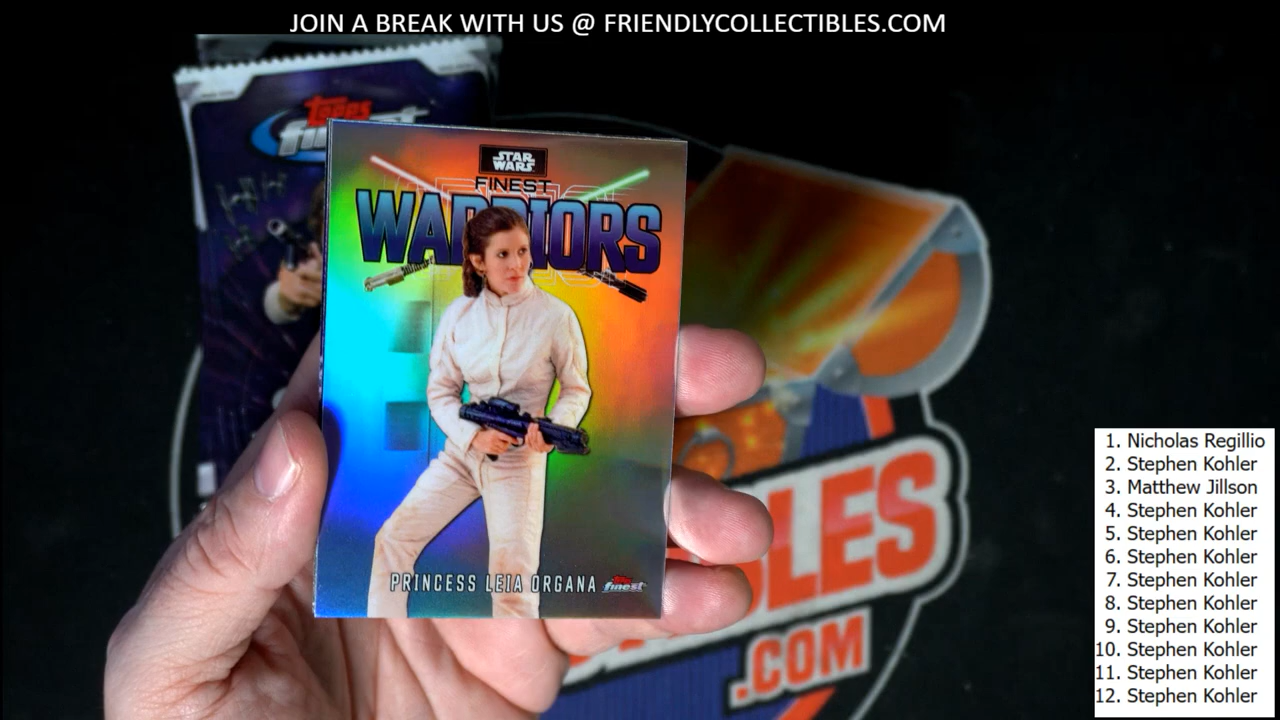 JOIN A BREAK WITH US @ FRIENDLYCOLLECTIBLES.COM
TOPPS
finest
STAR
WARS
FINEST
WARRIORS
PRINCESS LEIA ORGANA TOPPS finest
BLES
.COM
1. Nicholas Regillio
2. Stephen Kohler
3. Matthew Jillson
4. Stephen Kohler
5. Stephen Kohler
6. Stephen Kohler
7. Stephen Kohler
8. Stephen Kohler
9. Stephen Kohler
10. Stephen Kohler
11. Stephen Kohler
12. Stephen Kohler